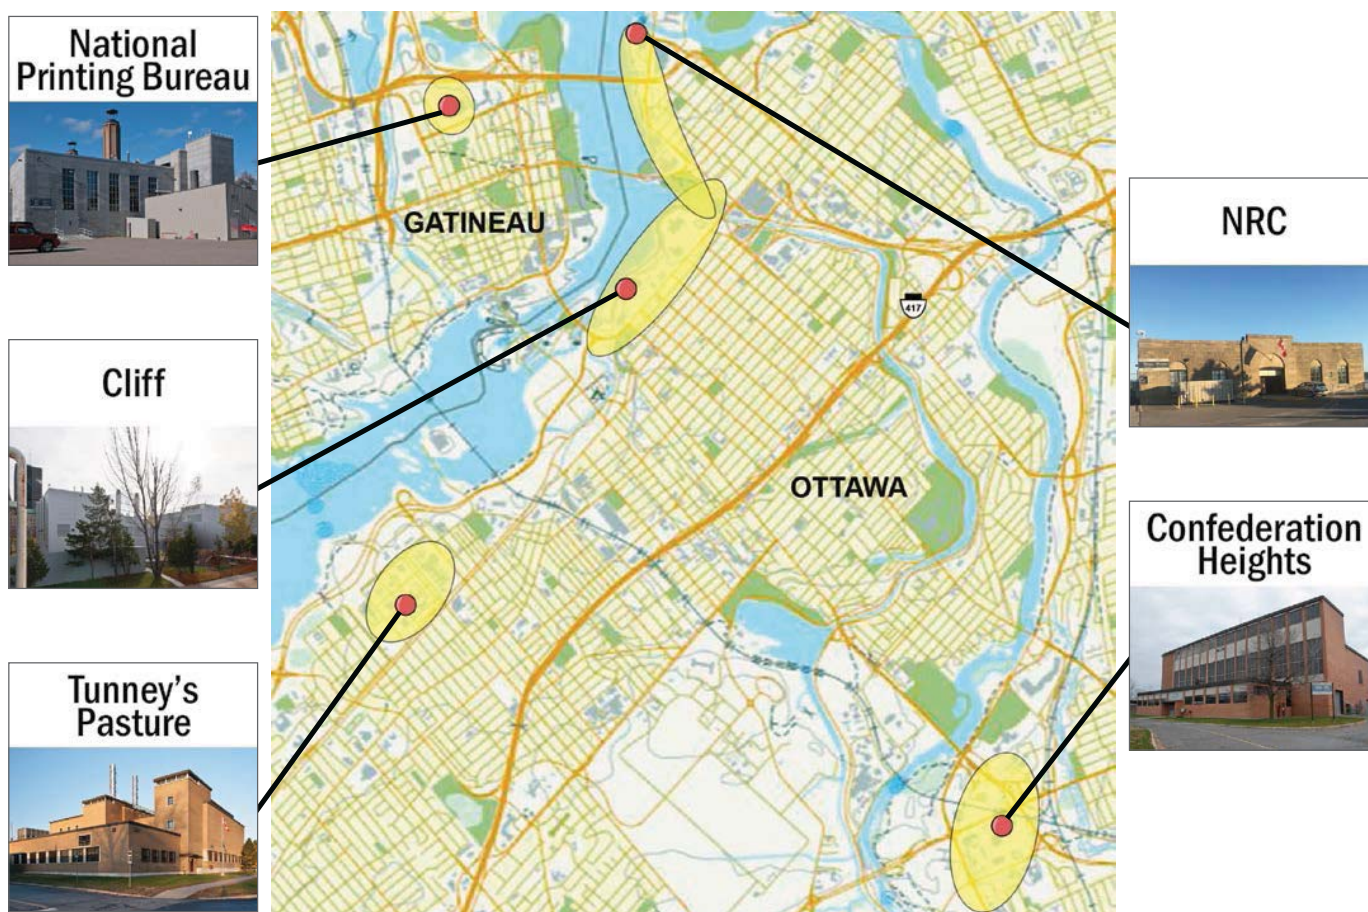 National
Printing Bureau
Cliff
Tunney's
Pasture
GATINEAU
OTTAWA
417
NRC
Confederation
Heights